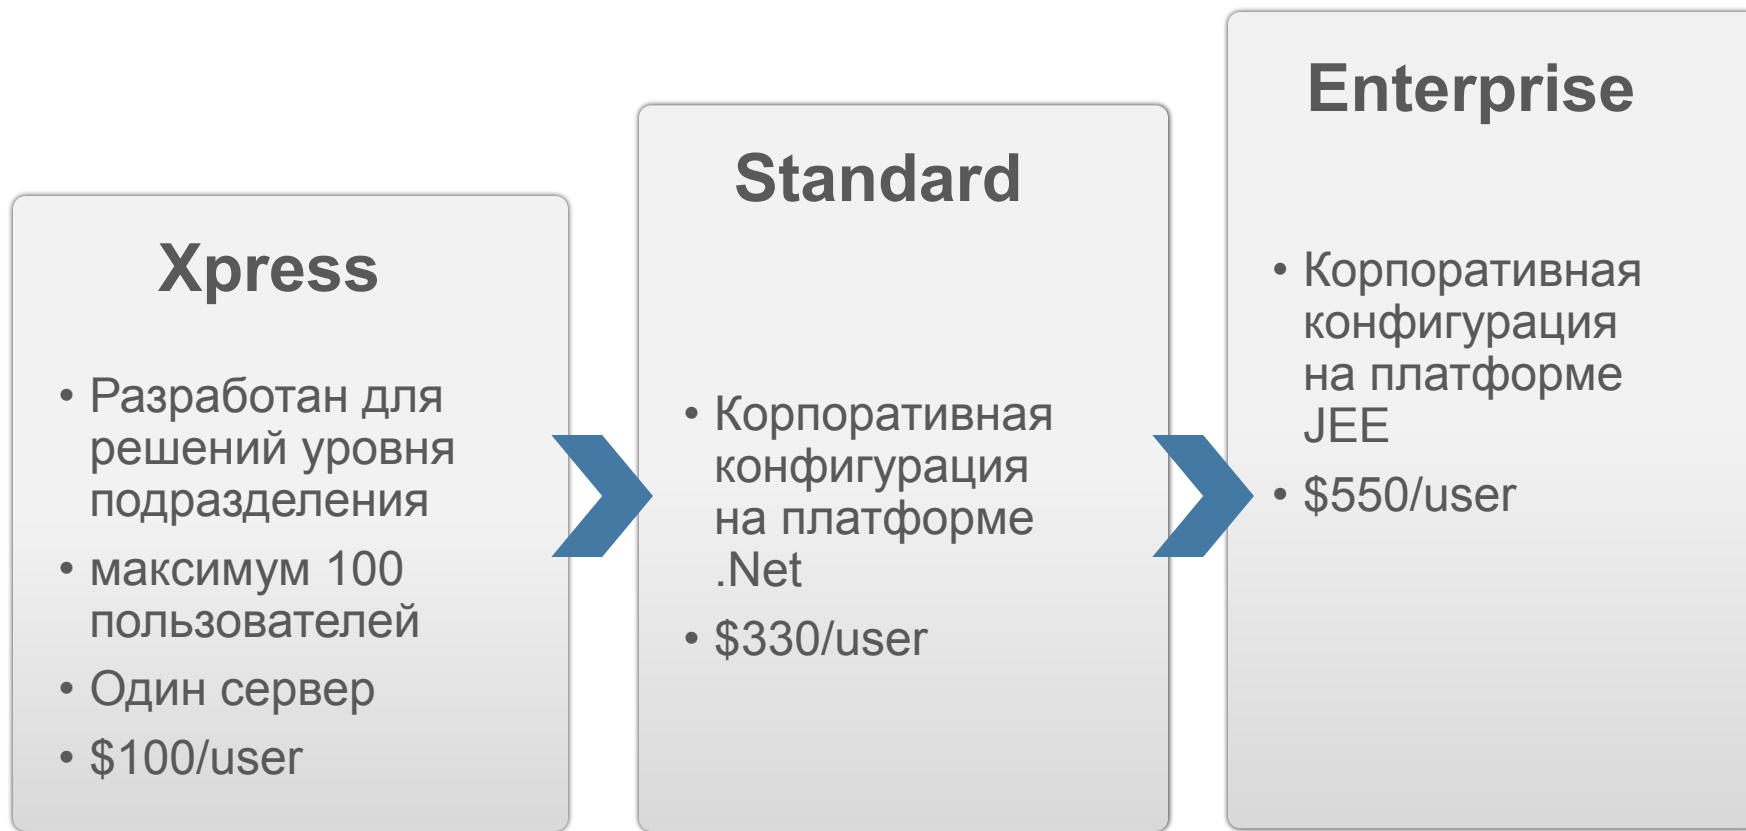 Xpress
• Разработан для
решений уровня
подразделения
• максимум 100
пользователей
• Один сервер
• $100/user
Standard
• Корпоративная
конфигурация
на платформе
.Net
• $330/user
Enterprise
• Корпоративная
конфигурация
на платформе
JEE
• $550/user